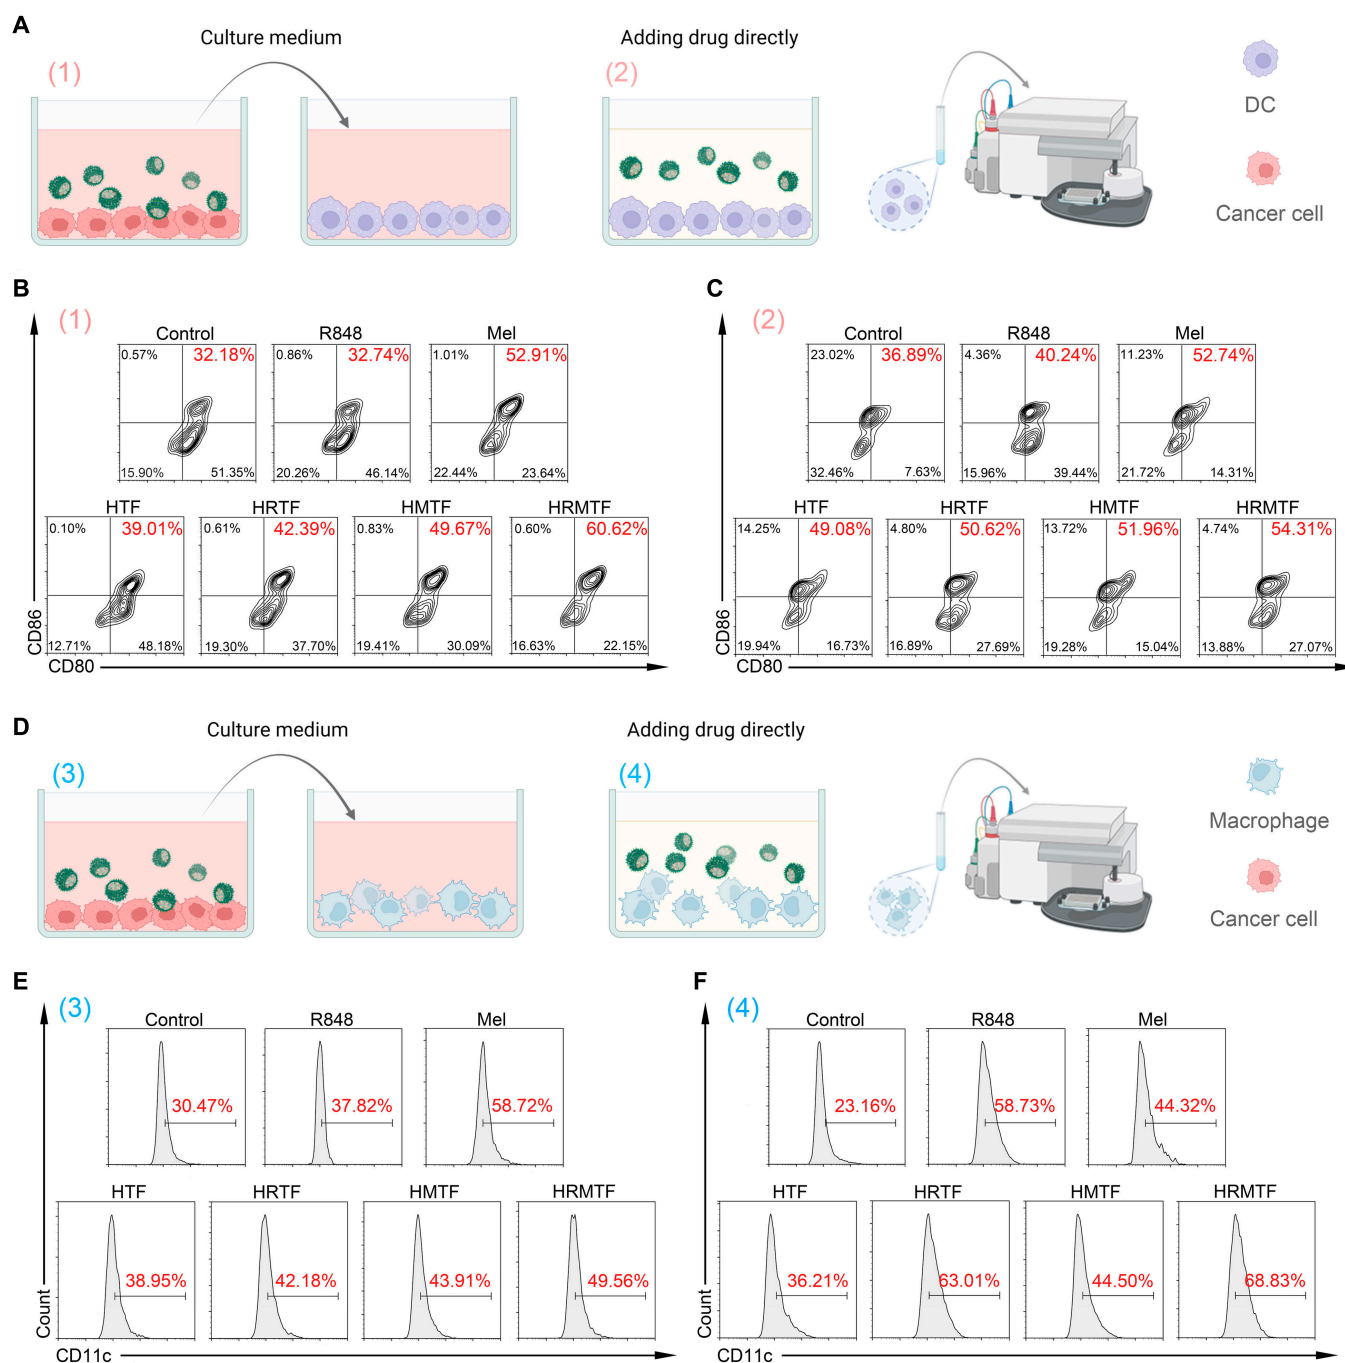 A
Culture medium
Adding drug directly
(1)
(2)
DC
Cancer cell
B
(1)
Control
R848
Mel
0.57%
32.18%
0.86%
32.74%
1.01%
52.91%
15.90%
51.35%
20.26%
46.14%
22.44%
23.64%
HTF
HRTF
HMTF
HRMTF
0.10%
39.01%
0.61%
42.39%
0.83%
49.67%
0.60%
60.62%
12.71%
48.18%
19.30%
37.70%
19.41%
30.09%
16.63%
22.15%
CD86
CD80
C
(2)
Control
R848
Mel
23.02%
36.89%
4.36%
40.24%
11.23%
52.74%
32.46%
7.63%
15.96%
39.44%
21.72%
14.31%
HTF
HRTF
HMTF
HRMTF
14.25%
49.08%
4.80%
50.62%
13.72%
51.96%
4.74%
54.31%
19.94%
16.73%
16.89%
27.69%
19.28%
15.04%
13.88%
27.07%
CD86
CD80
D
Culture medium
Adding drug directly
(3)
(4)
Macrophage
Cancer cell
E
(3)
Control
R848
Mel
30.47%
37.82%
58.72%
HTF
HRTF
HMTF
HRMTF
38.95%
42.18%
43.91%
49.56%
Count
CD11c
F
(4)
Control
R848
Mel
23.16%
58.73%
44.32%
HTF
HRTF
HMTF
HRMTF
36.21%
63.01%
44.50%
68.83%
Count
CD11c